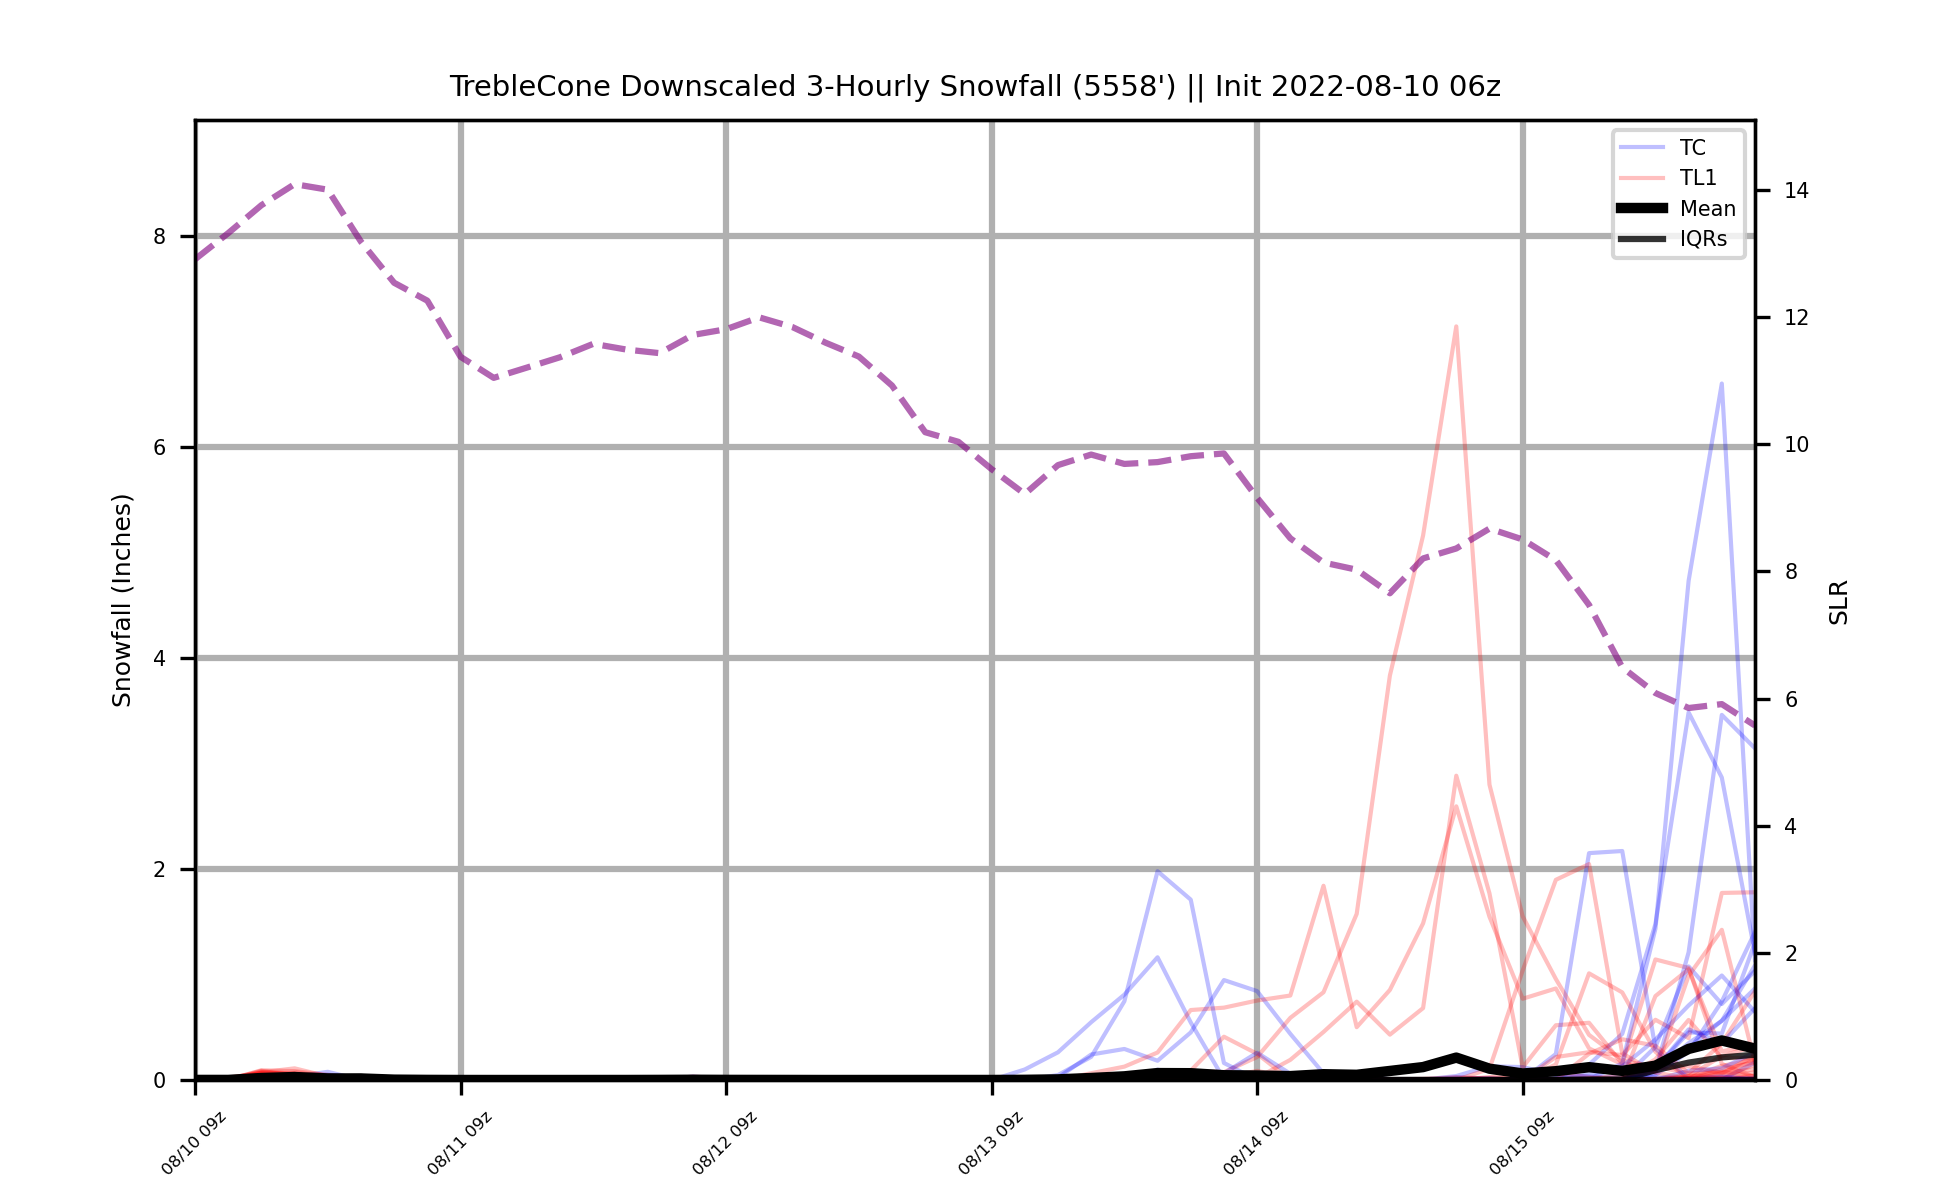 TrebleCone Downscaled 3-Hourly Snowfall (5558') || Init 2022-08-10 06z
TC
TL1
Mean
IQRs
Snowfall (Inches)
8
6
4
2
0
SLR
14
12
10
8
6
4
2
0
08/10 09z
08/11 09z
08/12 09z
08/13 09z
08/14 09z
08/15 09z